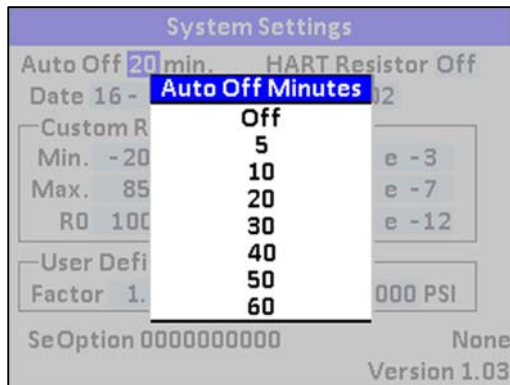 System Settings
Auto Off 20 min. HART Resistor Off
Date 16 - 02
Auto Off Minutes
Off
5
10
20
30
40
50
60
Custom R
Min. -20 e -3
Max. 85 e -7
R0 100 e -12
User Defi
Factor 1. 000 PSI
SeOption 0000000000 None
Version 1.03